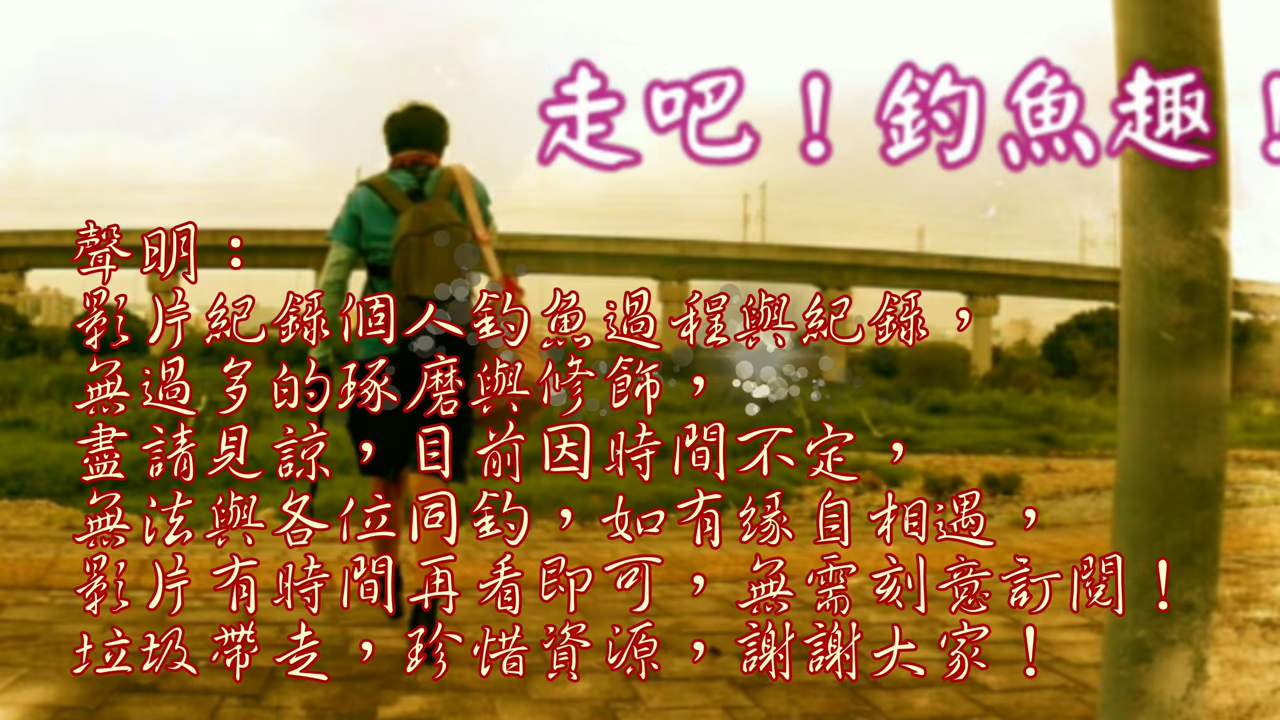 走吧！釣魚趣！
聲明：
影片紀錄個人釣魚過程與紀錄，
無過多的琢磨與修飾，
盡請見諒，目前因時間不定，
無法與各位同釣，如有緣自相遇，
影片有時間再看即可，無需刻意訂閱！
垃圾帶走，珍惜資源，謝謝大家！